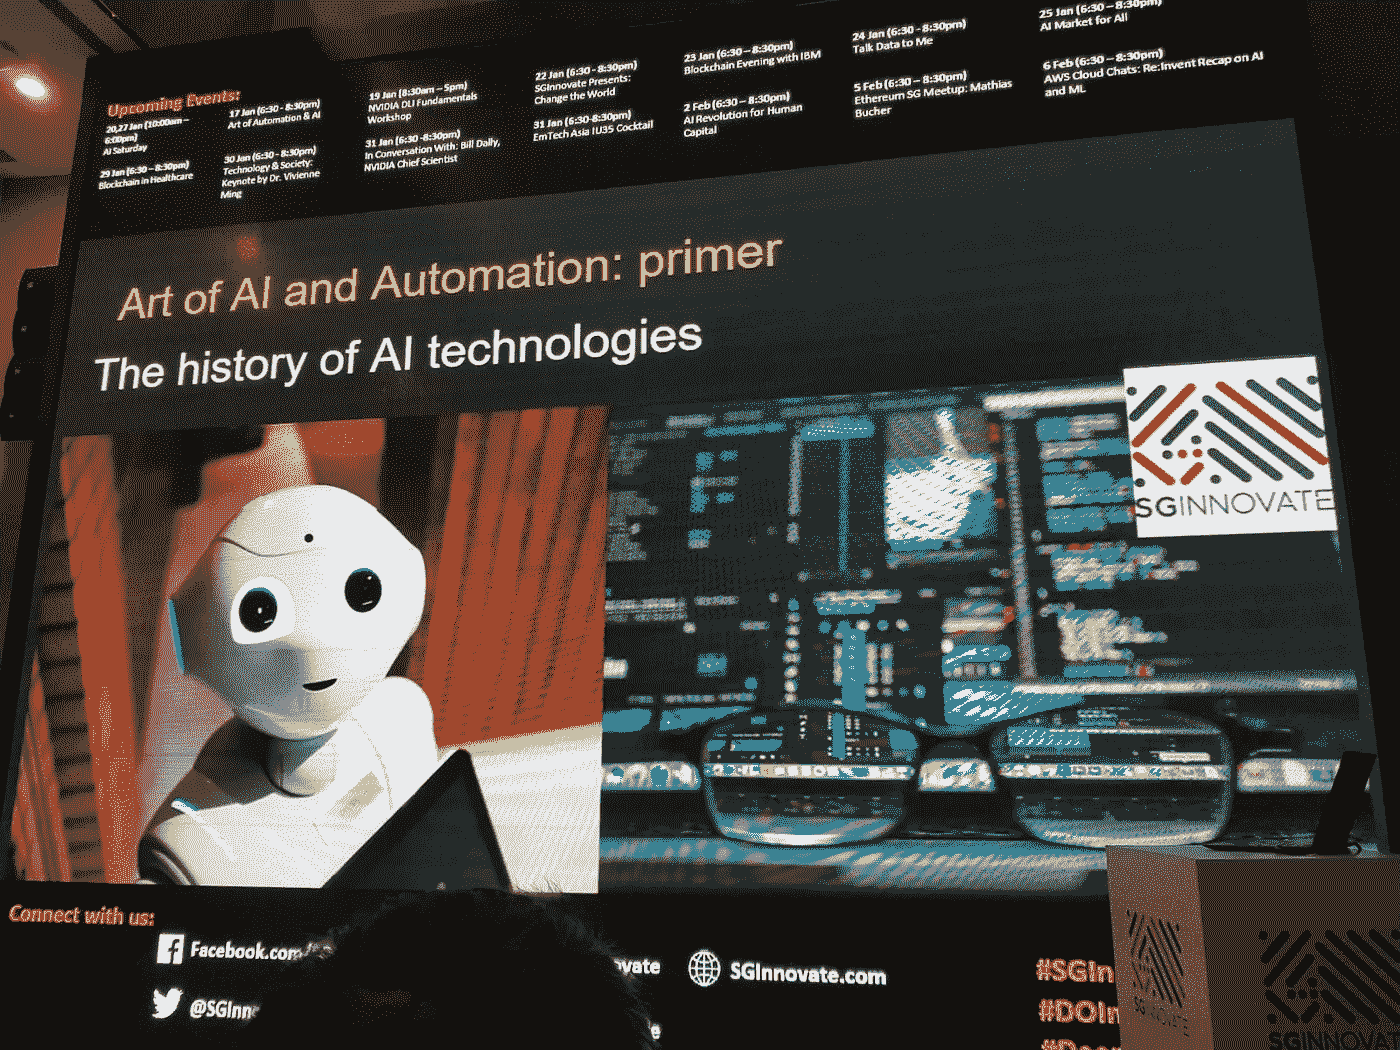 Upcoming Events:
20,27 Jan (10:00am –
6:00pm)
AI Saturday
29 Jan (6:30 – 8:30pm)
Blockchain in Healthcare
17 Jan (6:30 - 8:30pm)
Art of Automation & AI
30 Jan (6:30 - 8:30pm)
Technology & Society:
Keynote by Dr. Vivienne
Ming
19 Jan (8:30am – 5pm)
NVIDIA DLI Fundamentals
Workshop
31 Jan (6:30-8:30pm)
In Conversation With: Bill Dally,
NVIDIA Chief Scientist
22 Jan (6:30 - 8:30pm)
SGInnovate Presents:
Change the World
31 Jan (6:30-8:30pm)
EmTech Asia IU35 Cocktail
23 Jan (6:30 – 8:30pm)
Blockchain Evening with IBM
2 Feb (6:30 – 8:30pm)
AI Revolution for Human
Capital
24 Jan (6:30 – 8:30pm)
Talk Data to Me
5 Feb (6:30 – 8:30pm)
Ethereum SG Meetup: Mathias
Bucher
25 Jan (6:30 – 8:30pm)
AI Market for All
6 Feb (6:30 – 8:30pm)
AWS Cloud Chats: Re:Invent Recap on AI
and ML
Art of AI and Automation: primer
The history of AI technologies
SGINNOVATE
Connect with us:
Facebook.com/
@SGInn
ovate
SGInnovate.com
#SGIn
#DOIn
SGINNOVATE
SGINNOVAT